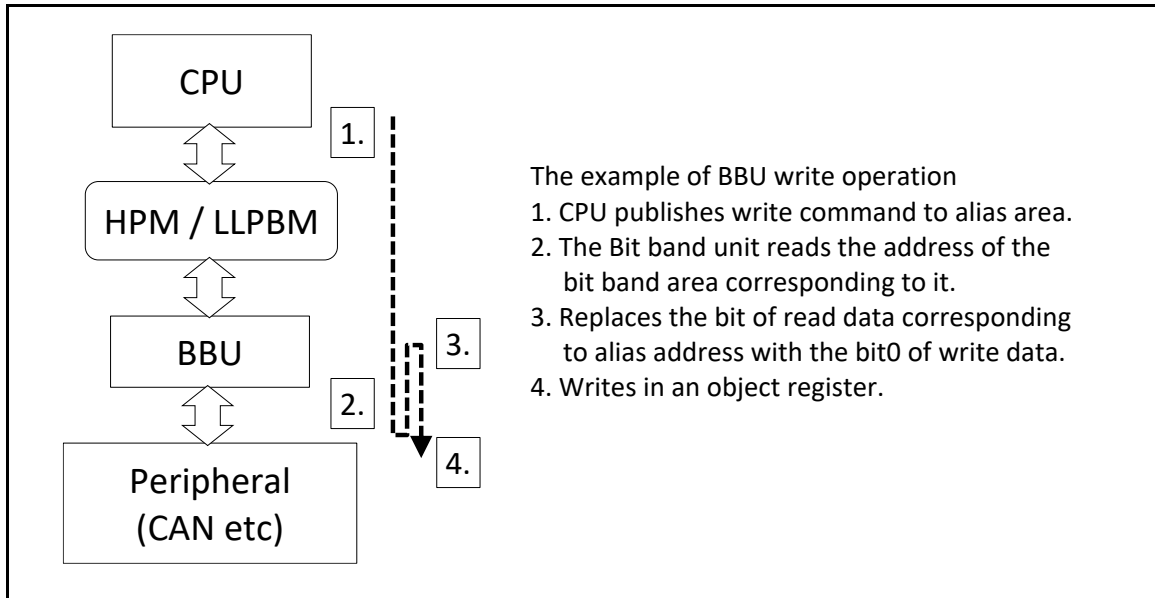 CPU
1.
HPM / LLPBM
BBU
3.
2.
4.
Peripheral
(CAN etc)
The example of BBU write operation
1. CPU publishes write command to alias area.
2. The Bit band unit reads the address of the
bit band area corresponding to it.
3. Replaces the bit of read data corresponding
to alias address with the bit0 of write data.
4. Writes in an object register.